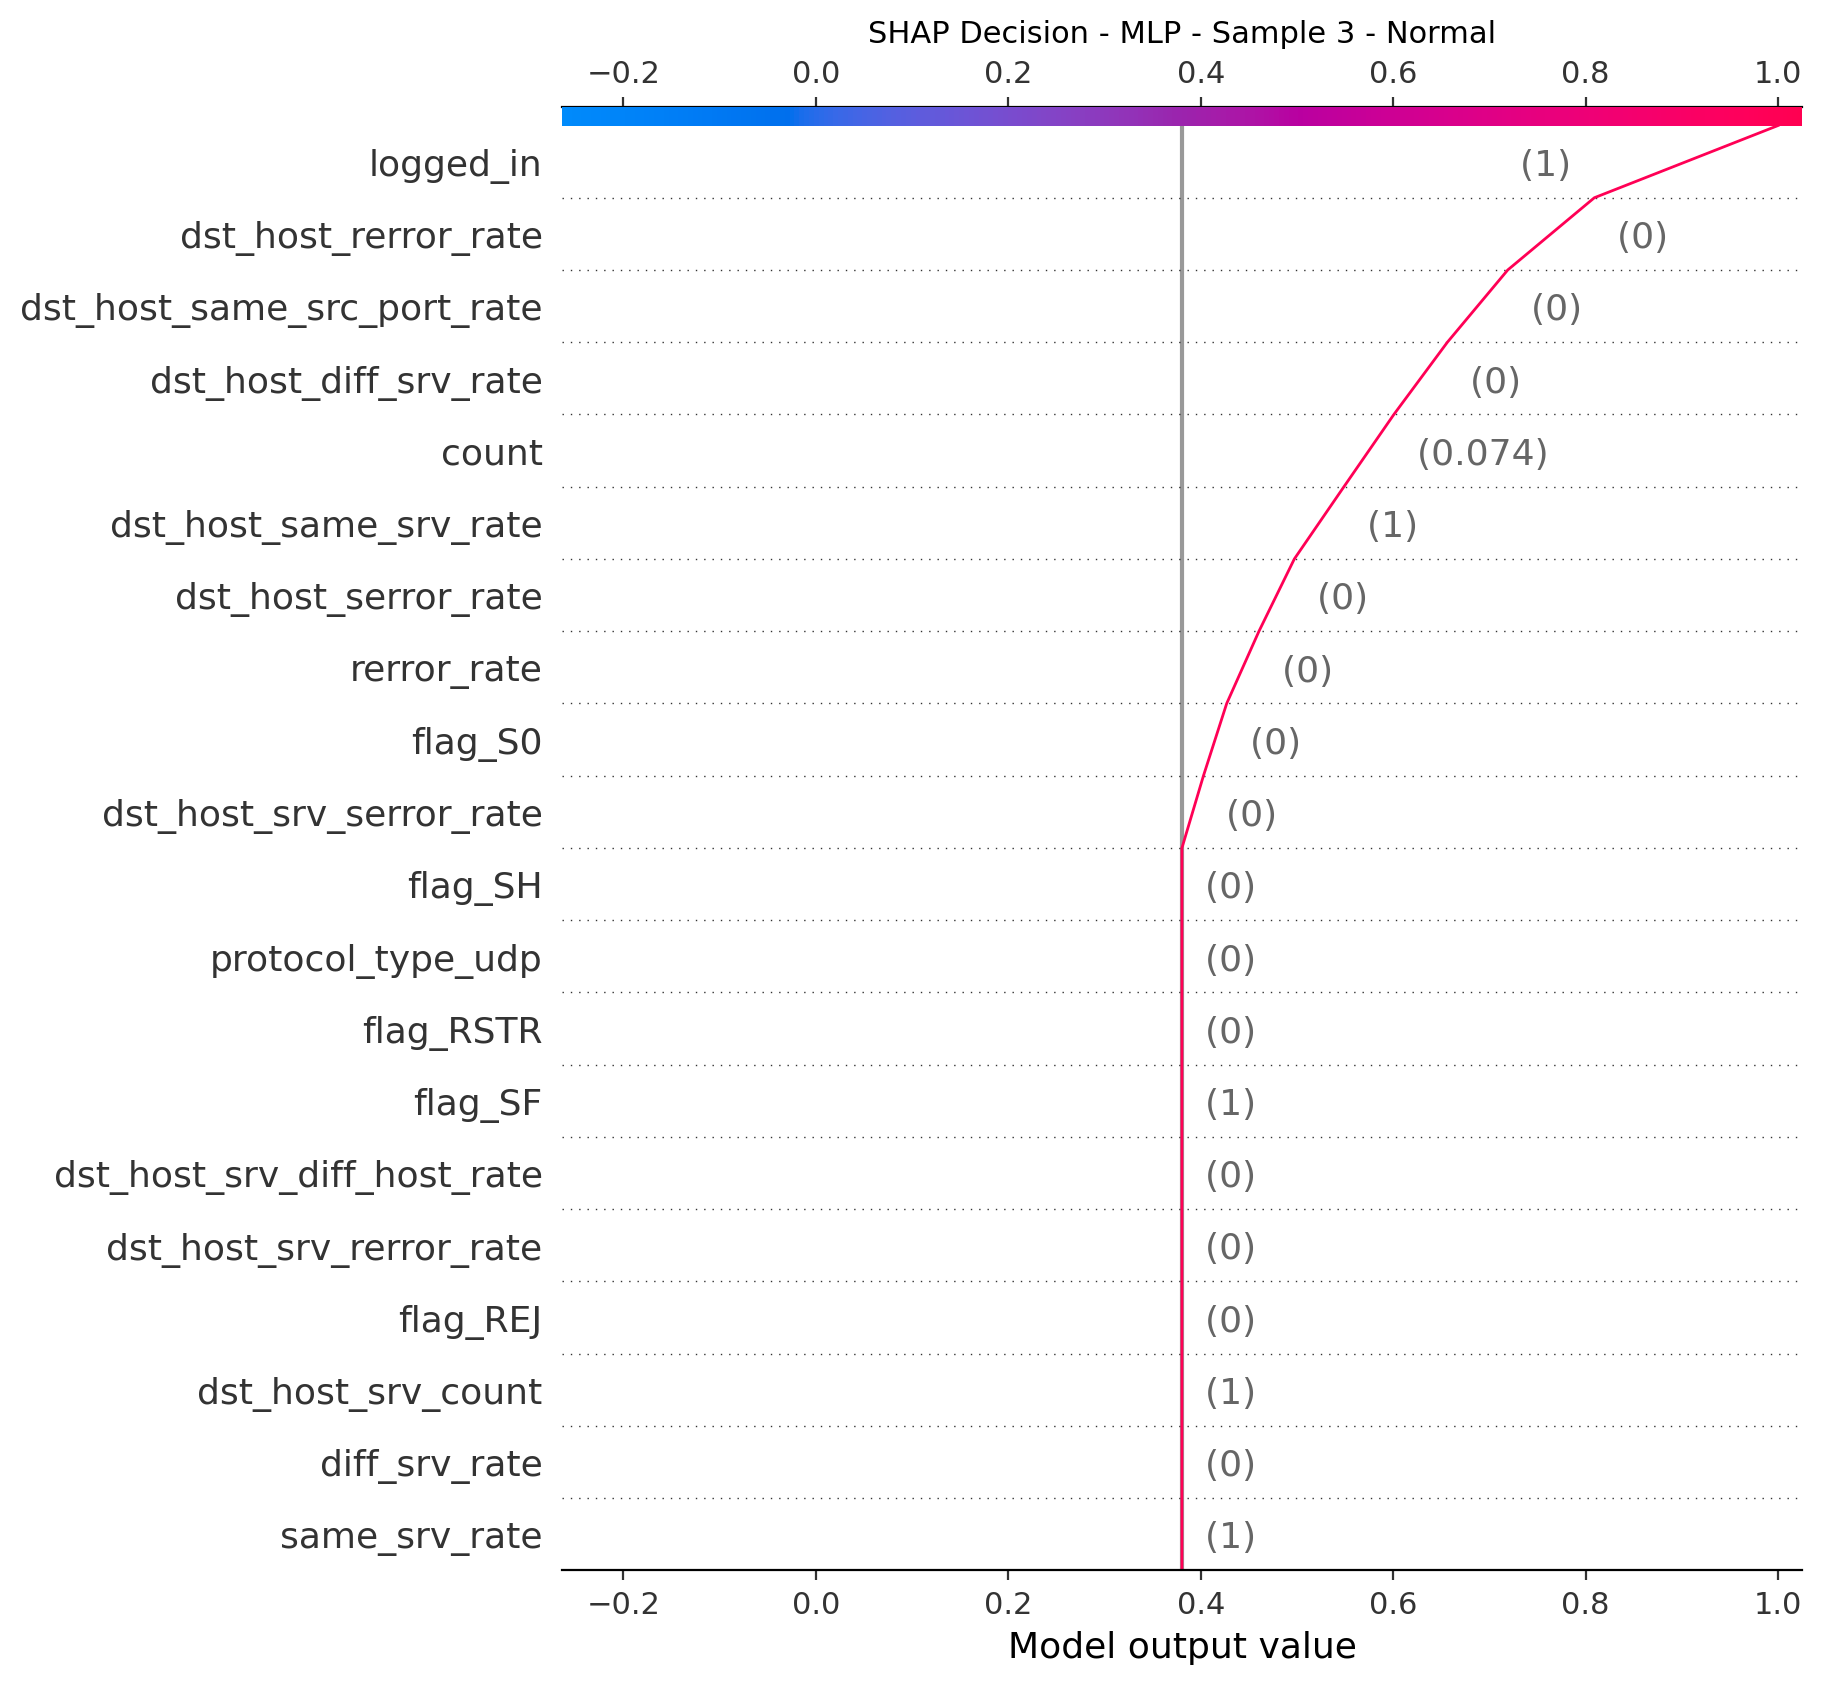 SHAP Decision - MLP - Sample 3 - Normal
−0.2 0.0 0.2 0.4 0.6 0.8 1.0
logged_in (1)
dst_host_rerror_rate (0)
dst_host_same_src_port_rate (0)
dst_host_diff_srv_rate (0)
count (0.074)
dst_host_same_srv_rate (1)
dst_host_serror_rate (0)
rerror_rate (0)
flag_S0 (0)
dst_host_srv_serror_rate (0)
flag_SH (0)
protocol_type_udp (0)
flag_RSTR (0)
flag_SF (1)
dst_host_srv_diff_host_rate (0)
dst_host_srv_rerror_rate (0)
flag_REJ (0)
dst_host_srv_count (1)
diff_srv_rate (0)
same_srv_rate (1)
−0.2 0.0 0.2 0.4 0.6 0.8 1.0
Model output value